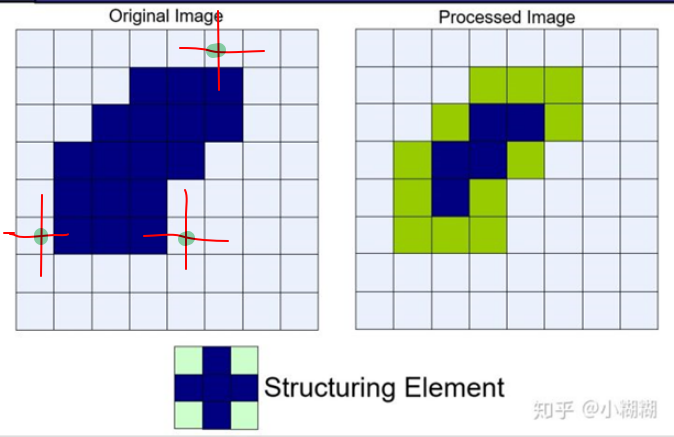 Original Image
Processed Image
Structuring Element
知乎 @小糊糊